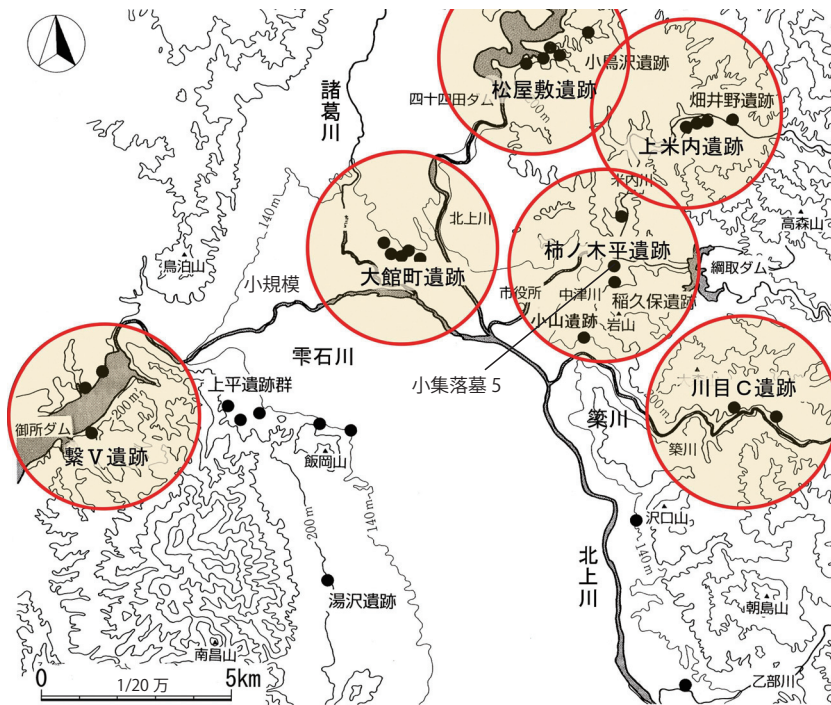 小鳥沢遺跡
松屋敷遺跡
四十四田ダム
200m
諸葛川
畑井野遺跡
上米内遺跡
米内川
高森山
140m
北上川
鳥泊山
小規模
大館町遺跡
柿ノ木平遺跡
綱取ダム
市役所
中津川
稲久保遺跡
小山遺跡
岩山
雫石川
小集落墓 5
上平遺跡群
200m
御所ダム
繋Ⅴ遺跡
飯岡山
簗川
川目C遺跡
200m
築川
沢口山
140m
200m
140m
北上川
湯沢遺跡
朝島山
南昌山
乙部川
0
5km
1/20 万